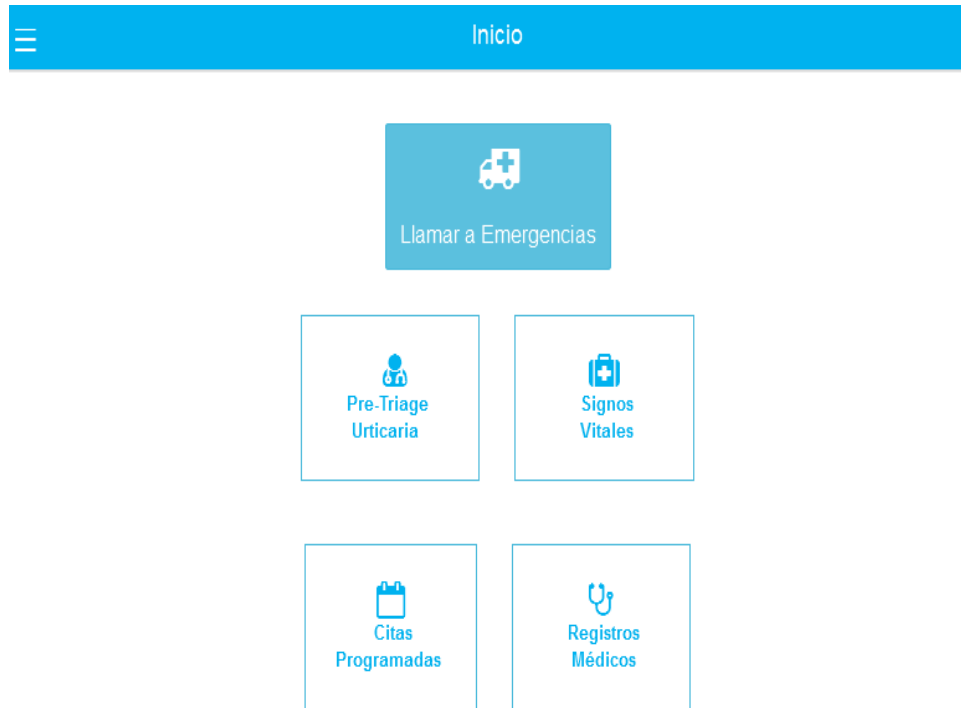 Inicio
Llamar a Emergencias
Pre-Triage
Urticaria
Signos
Vitales
Citas
Programadas
Registros
Médicos